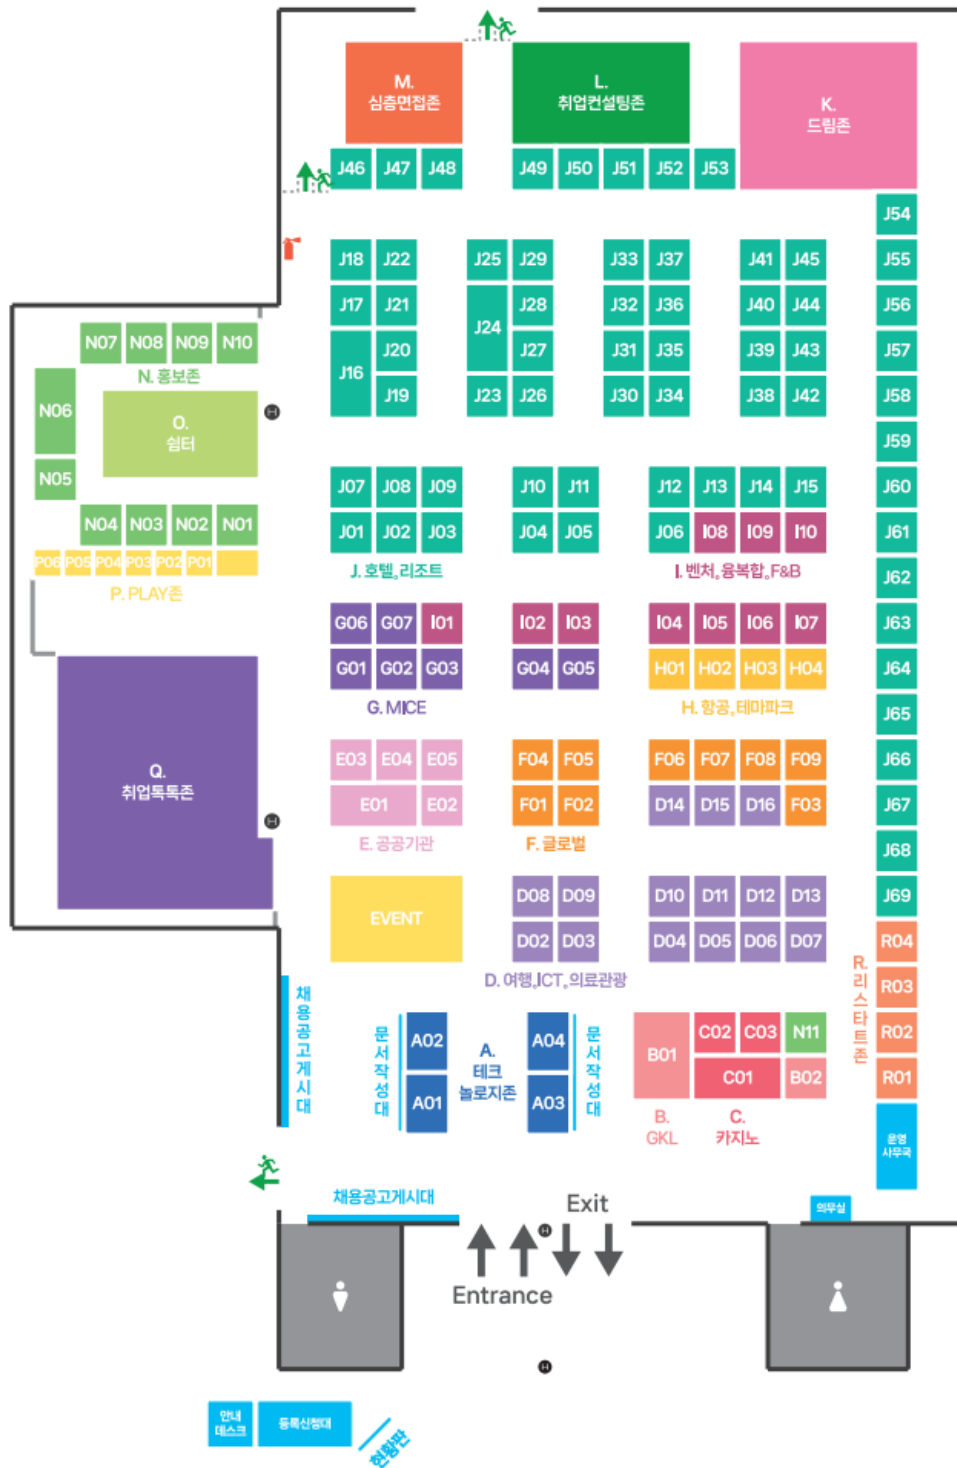 M.
심층면접존
L.
취업컨설팅존
K.
드림존
J46 J47 J48
J49 J50 J51 J52 J53
J54
J18 J22 J25 J29 J33 J37 J41 J45 J55
J17 J21 J24 J28 J32 J36 J40 J44 J56
J16 J20 J27 J31 J35 J39 J43 J57
J19 J23 J26 J30 J34 J38 J42 J58
N07 N08 N09 N10
N. 홍보존
N06
O.
쉼터
N05
N04 N03 N02 N01
P06 P05 P04 P03 P02 P01
P. PLAY존
J59
J07 J08 J09 J10 J11 J12 J13 J14 J15 J60
J01 J02 J03 J04 J05 J06 I08 I09 I10 J61
J. 호텔, 리조트
I. 벤처, 융복합, F&B
J62
G06 G07 I01 I02 I03 I04 I05 I06 I07 J63
G01 G02 G03 G04 G05 H01 H02 H03 H04 J64
G. MICE
H. 항공, 테마파크
J65
Q.
취업톡톡존
E03 E04 E05 F04 F05 F06 F07 F08 F09 J66
E01 E02 F01 F02 D14 D15 D16 F03 J67
E. 공공기관
F. 글로벌
J68
EVENT
D08 D09 D10 D11 D12 D13 J69
D02 D03 D04 D05 D06 D07 R04
D. 여행, ICT, 의료관광
R.
리스타트존
R03
R02
R01
채용공고게시대
문서작성대
A02
A01
A.
테크
놀로지존
A04
A03
문서작성대
B01
C02 C03 N11
C01 B02
B.
GKL
C.
카지노
운영
사무국
채용공고게시대
Exit
의무실
Entrance
H
H
H
H
안내
데스크
등록신청대
현황판